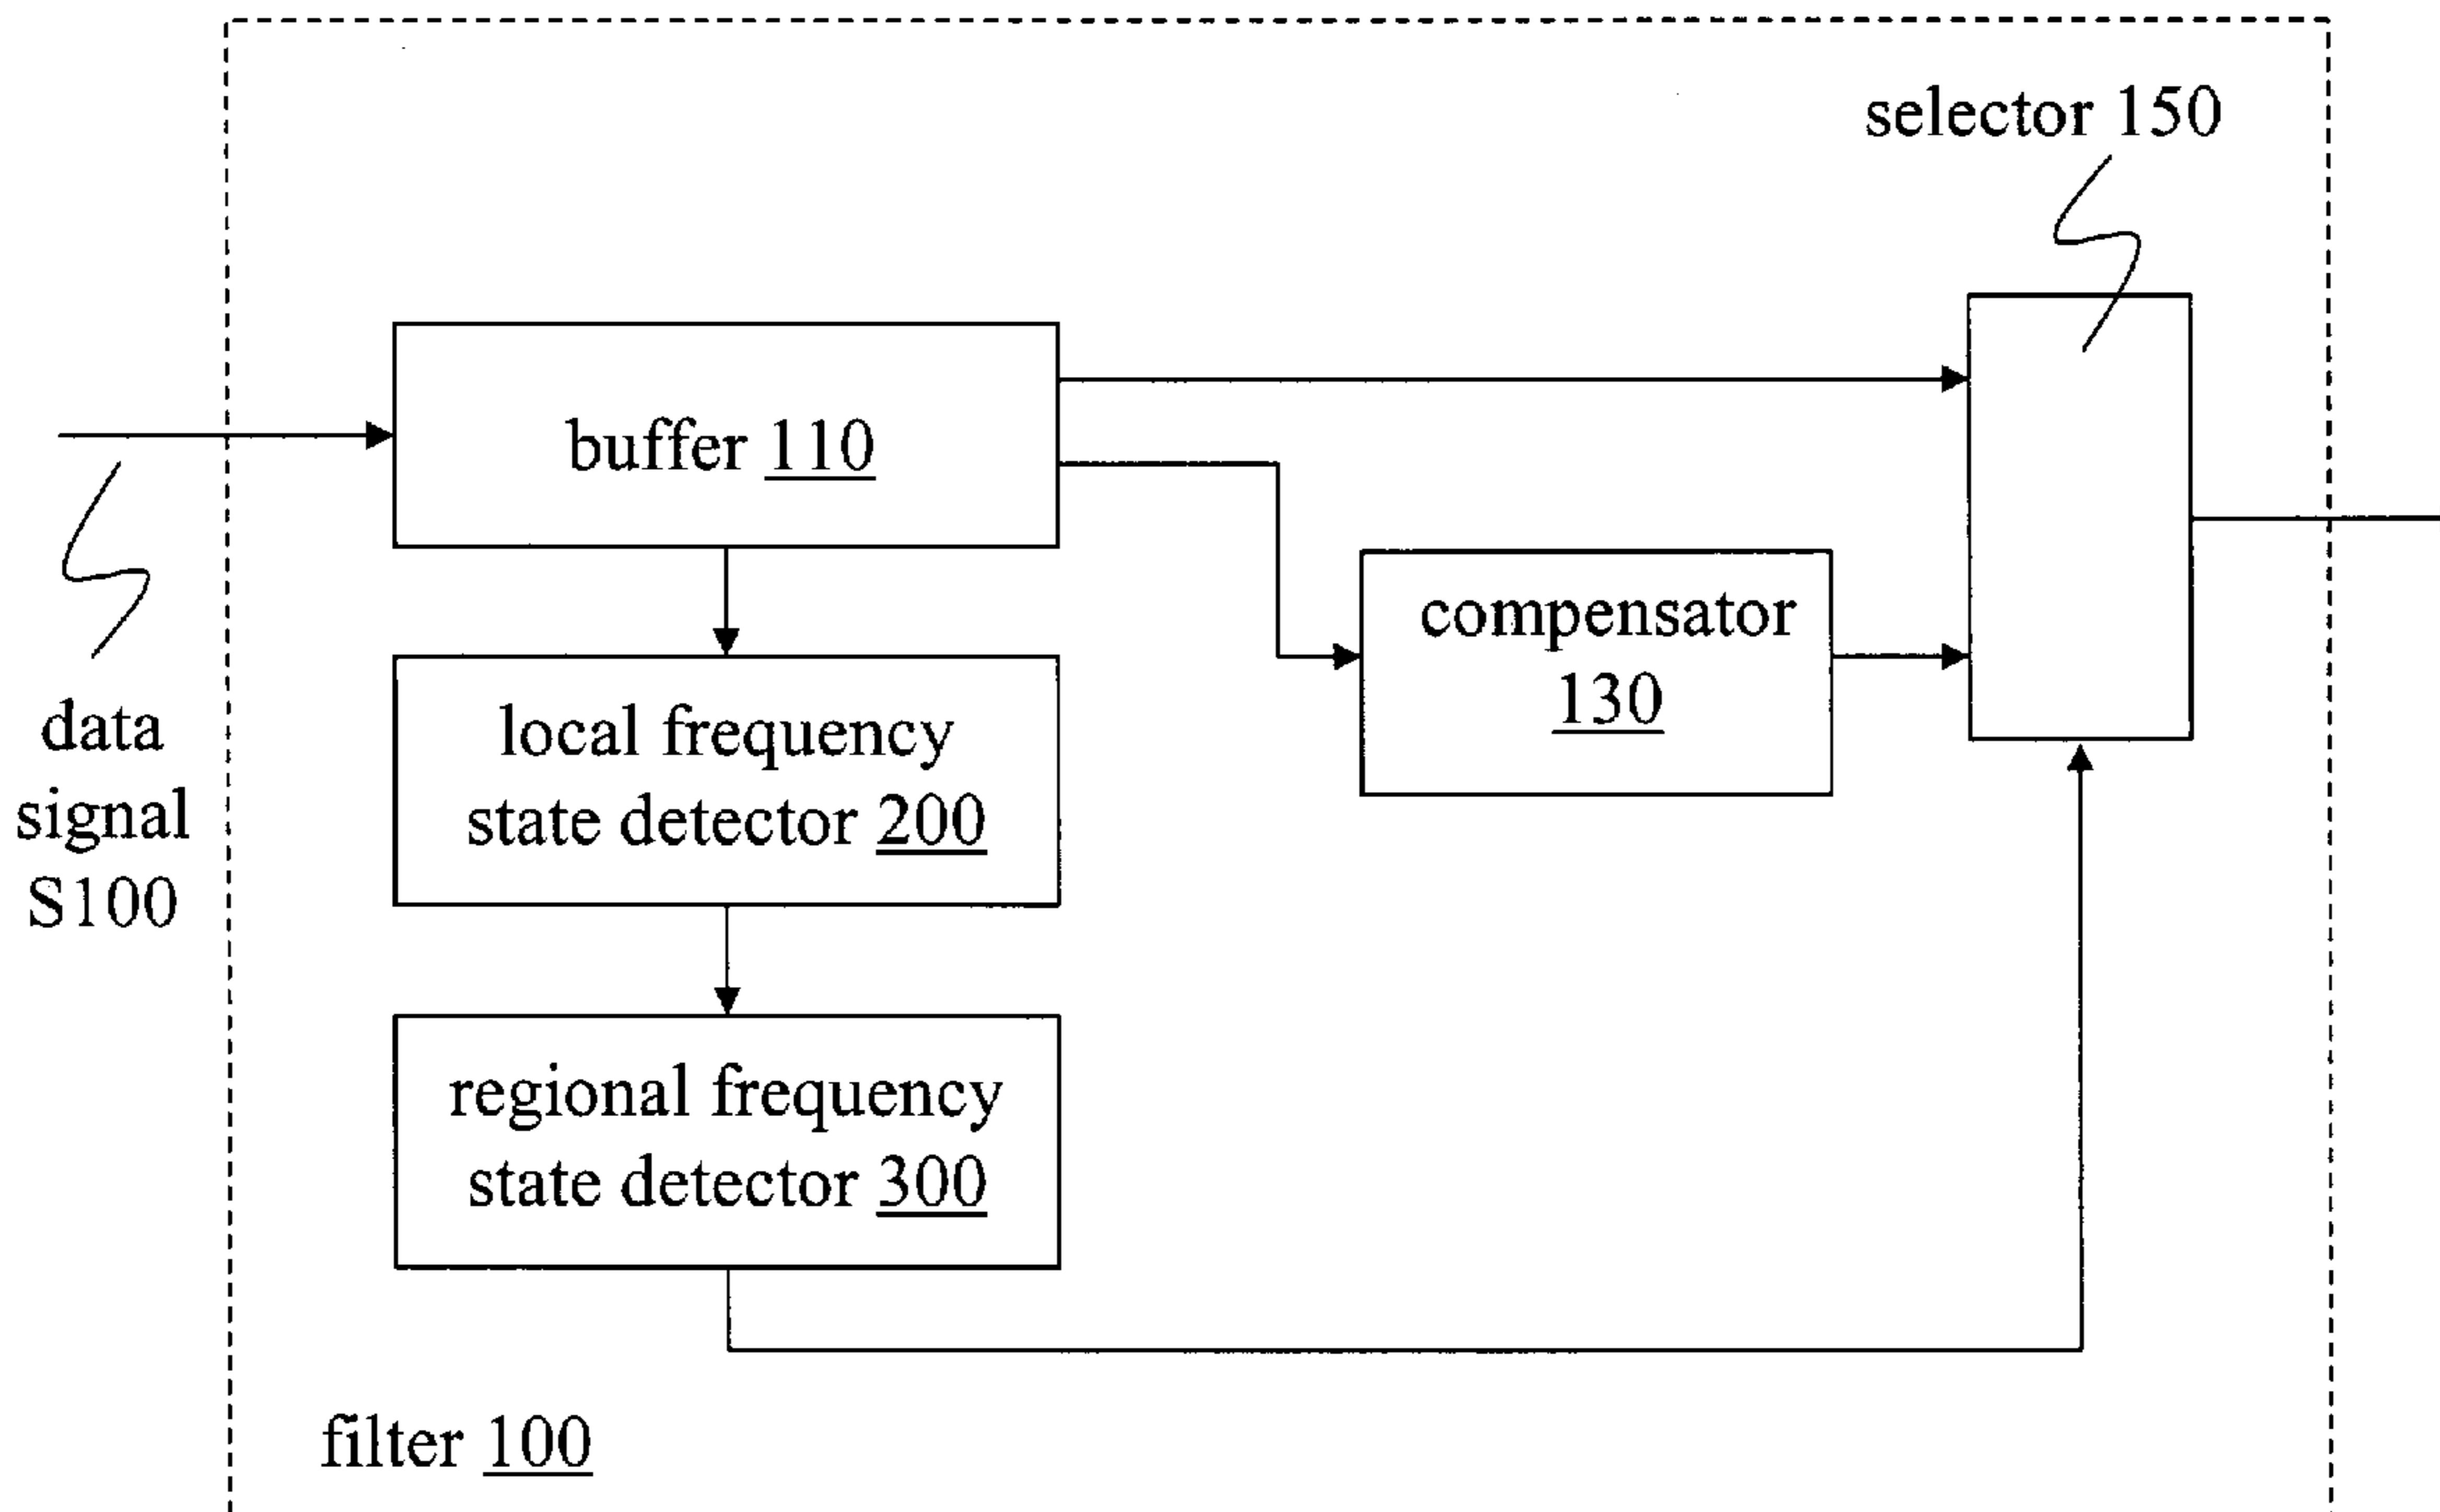 selector 150
buffer 110
compensator
130
local frequency
state detector 200
data
signal
S100
regional frequency
state detector 300
filter 100